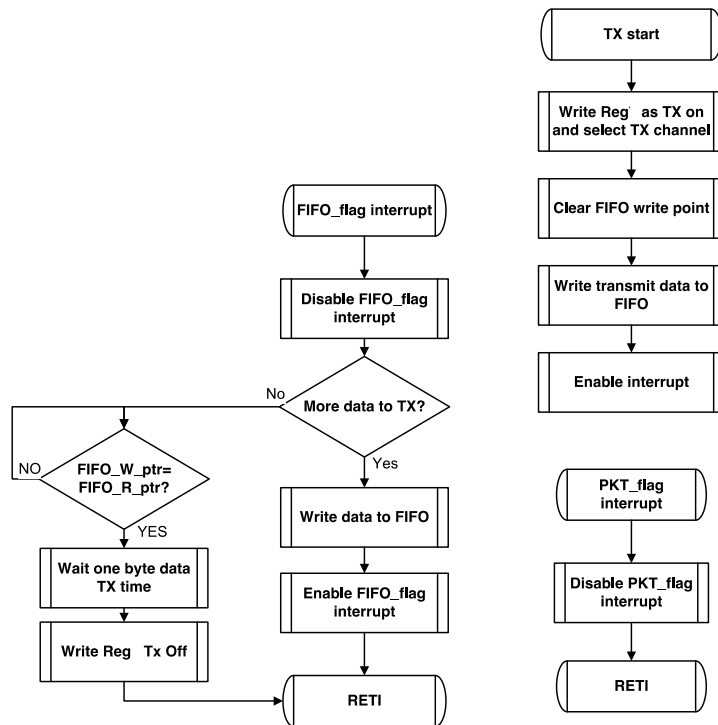 TX start
Write Reg as TX on
and select TX channel
Clear FIFO write point
Write transmit data to
FIFO
Enable interrupt
FIFO_flag interrupt
Disable FIFO_flag
interrupt
More data to TX?
No
Yes
NO
FIFO_W_ptr=
FIFO_R_ptr?
YES
Wait one byte data
TX time
Write Reg Tx Off
Write data to FIFO
Enable FIFO_flag
interrupt
RETI
PKT_flag
interrupt
Disable PKT_flag
interrupt
RETI